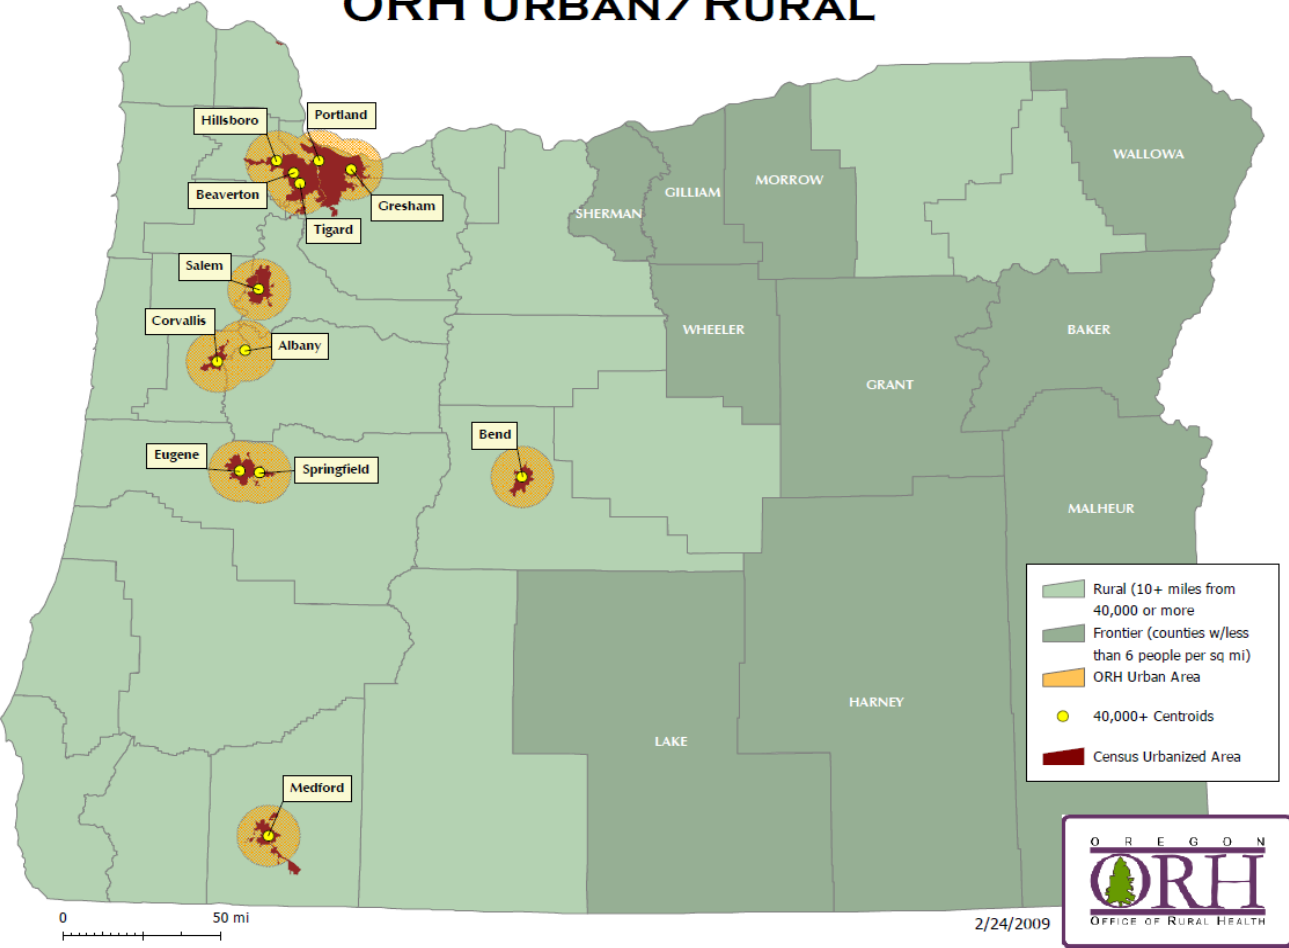 ORH URBAN/RURAL
Portland
Hillsboro
WALLOWA
MORROW
GILLIAM
Beaverton
Gresham
SHERMAN
Tigard
Salem
Corvallis
WHEELER
BAKER
Albany
GRANT
Bend
Eugene
Springfield
MALHEUR
Rural (10+ miles from
40,000 or more
Frontier (counties w/less
than 6 people per sq mi)
ORH Urban Area
HARNEY
40,000+ Centroids
LAKE
Census Urbanized Area
Medford
OREGON
ORH
OFFICE OF RURAL HEALTH
0 50 mi
2/24/2009